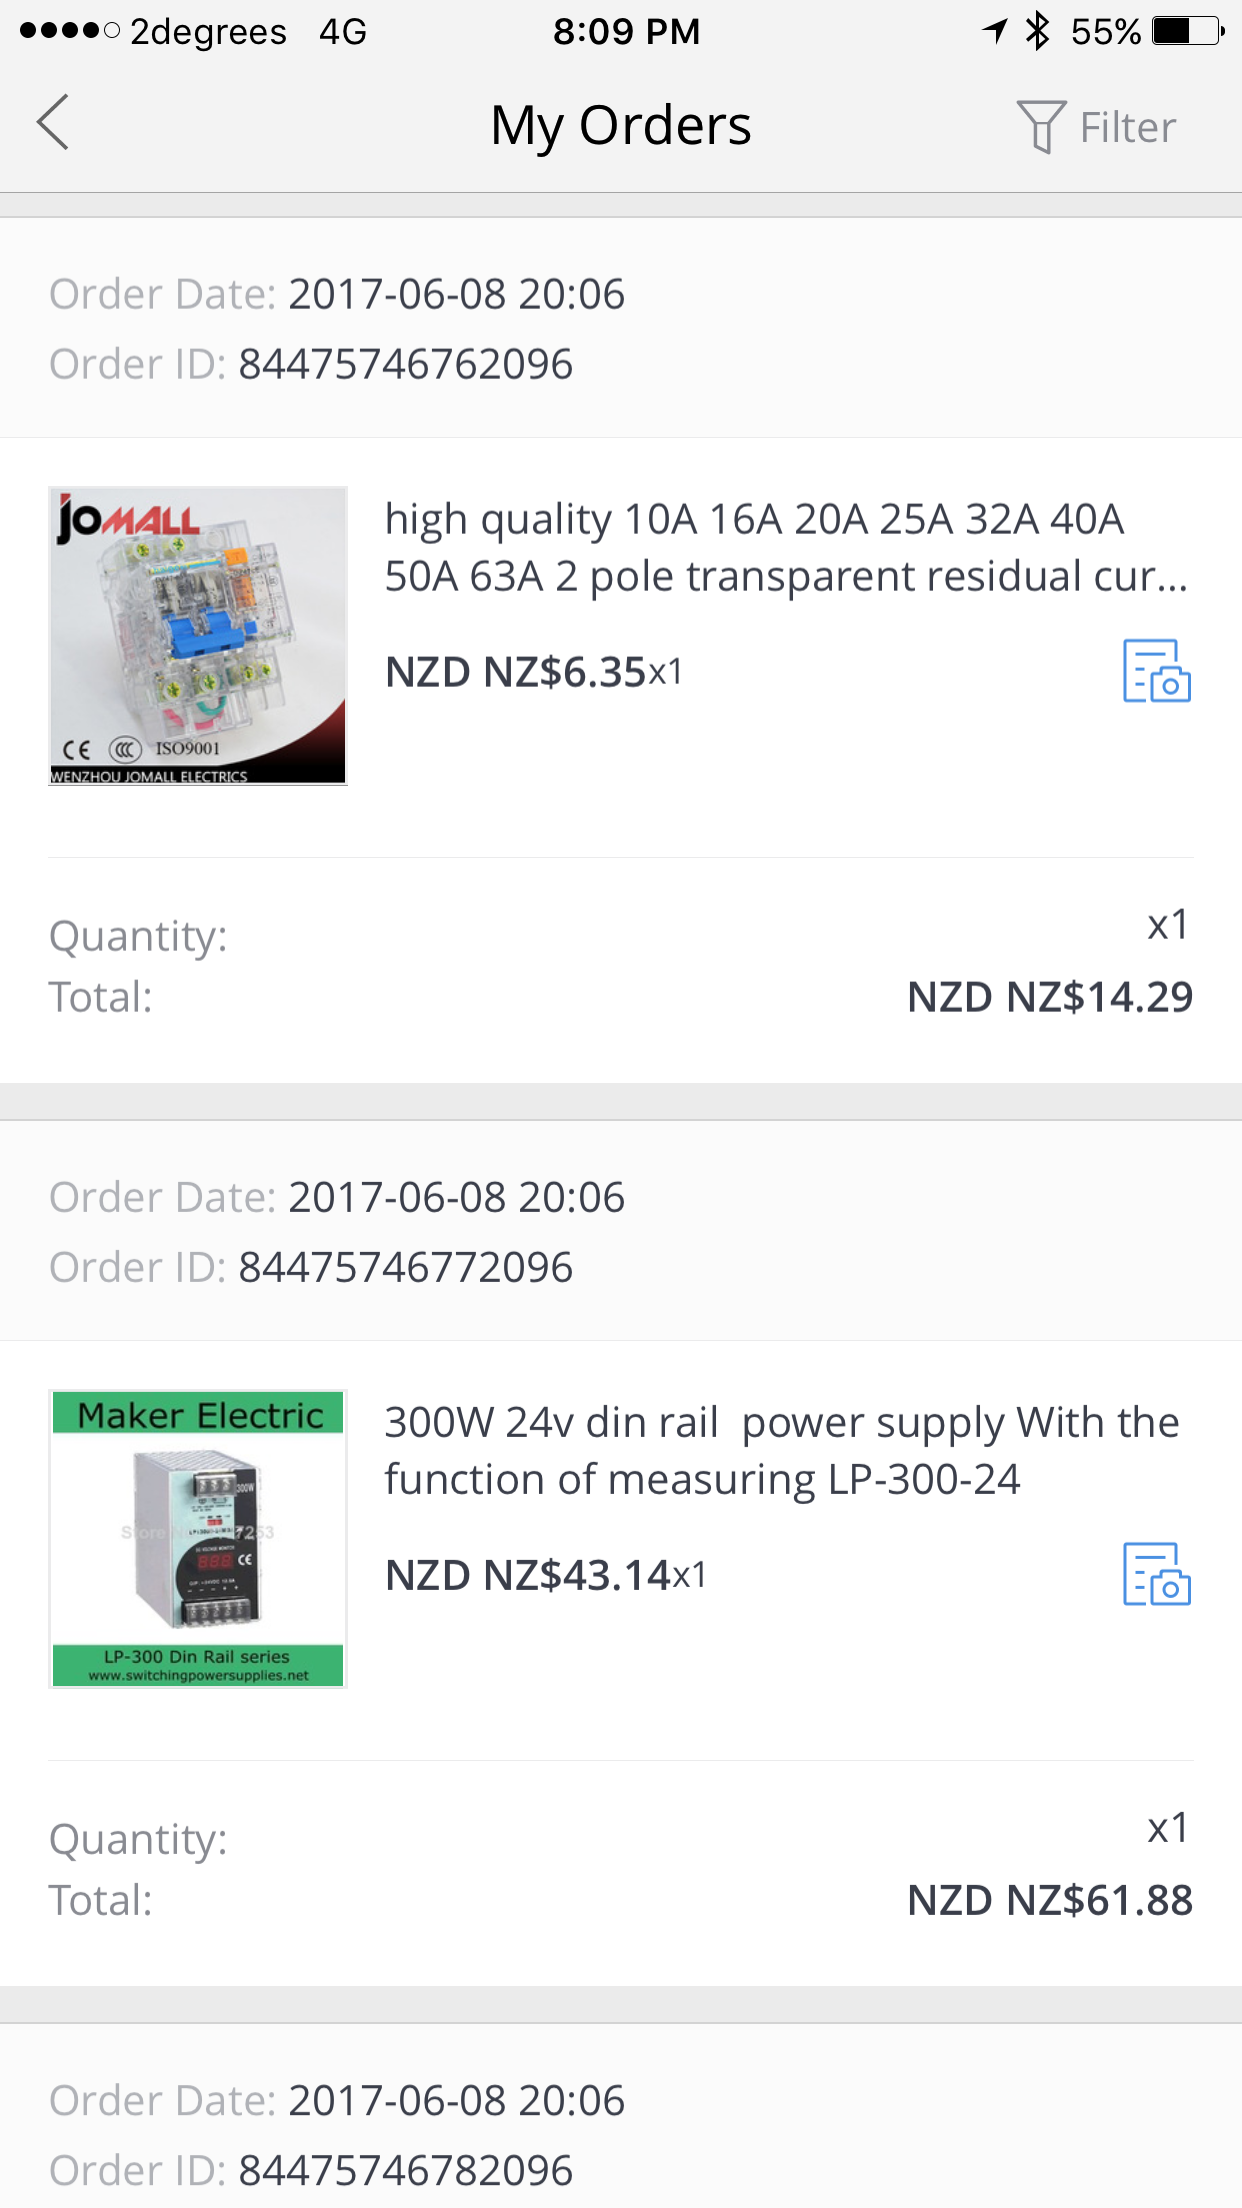 2degrees 4G 8:09 PM 55%
My Orders
Filter
Order Date: 2017-06-08 20:06
Order ID: 84475746762096
JOMALL
CE CCC ISO9001
WENZHOU JOMALL ELECTRICS
high quality 10A 16A 20A 25A 32A 40A
50A 63A 2 pole transparent residual cur...
NZD NZ$6.35x1
Quantity: x1
Total: NZD NZ$14.29
Order Date: 2017-06-08 20:06
Order ID: 84475746772096
Maker Electric
300W
CE
LP-300 Din Rail series
www.switchingpowersupplies.net
300W 24v din rail  power supply With the
function of measuring LP-300-24
NZD NZ$43.14x1
Quantity: x1
Total: NZD NZ$61.88
Order Date: 2017-06-08 20:06
Order ID: 84475746782096